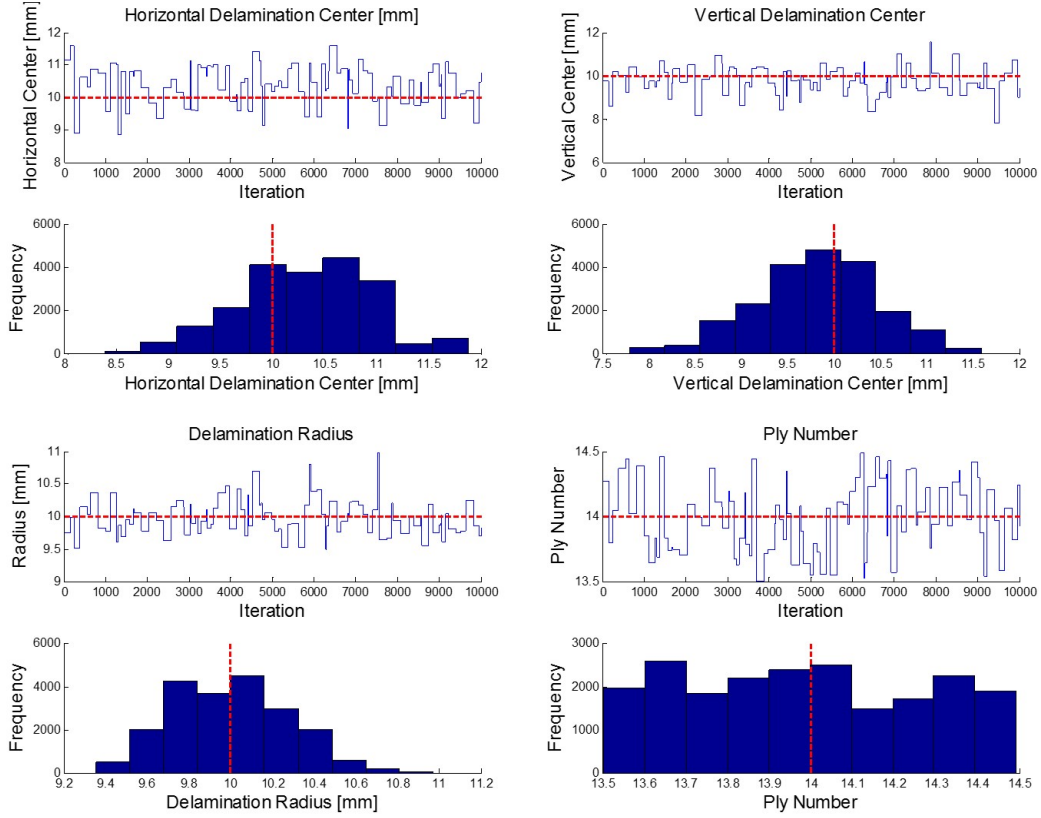 Horizontal Delamination Center [mm]
Horizontal Center [mm]
12
11
10
9
8
0 1000 2000 3000 4000 5000 6000 7000 8000 9000 10000
Iteration
Vertical Delamination Center
Vertical Center [mm]
12
10
8
6
0 1000 2000 3000 4000 5000 6000 7000 8000 9000 10000
Iteration
Frequency
6000
4000
2000
0
8 8.5 9 9.5 10 10.5 11 11.5 12
Horizontal Delamination Center [mm]
Frequency
6000
4000
2000
0
7.5 8 8.5 9 9.5 10 10.5 11 11.5 12
Vertical Delamination Center [mm]
Delamination Radius
Radius [mm]
11
10.5
10
9.5
9
0 1000 2000 3000 4000 5000 6000 7000 8000 9000 10000
Iteration
Ply Number
Ply Number
14.5
14
13.5
0 1000 2000 3000 4000 5000 6000 7000 8000 9000 10000
Iteration
Frequency
6000
4000
2000
0
9.2 9.4 9.6 9.8 10 10.2 10.4 10.6 10.8 11 11.2
Delamination Radius [mm]
Frequency
3000
2000
1000
0
13.5 13.6 13.7 13.8 13.9 14 14.1 14.2 14.3 14.4 14.5
Ply Number